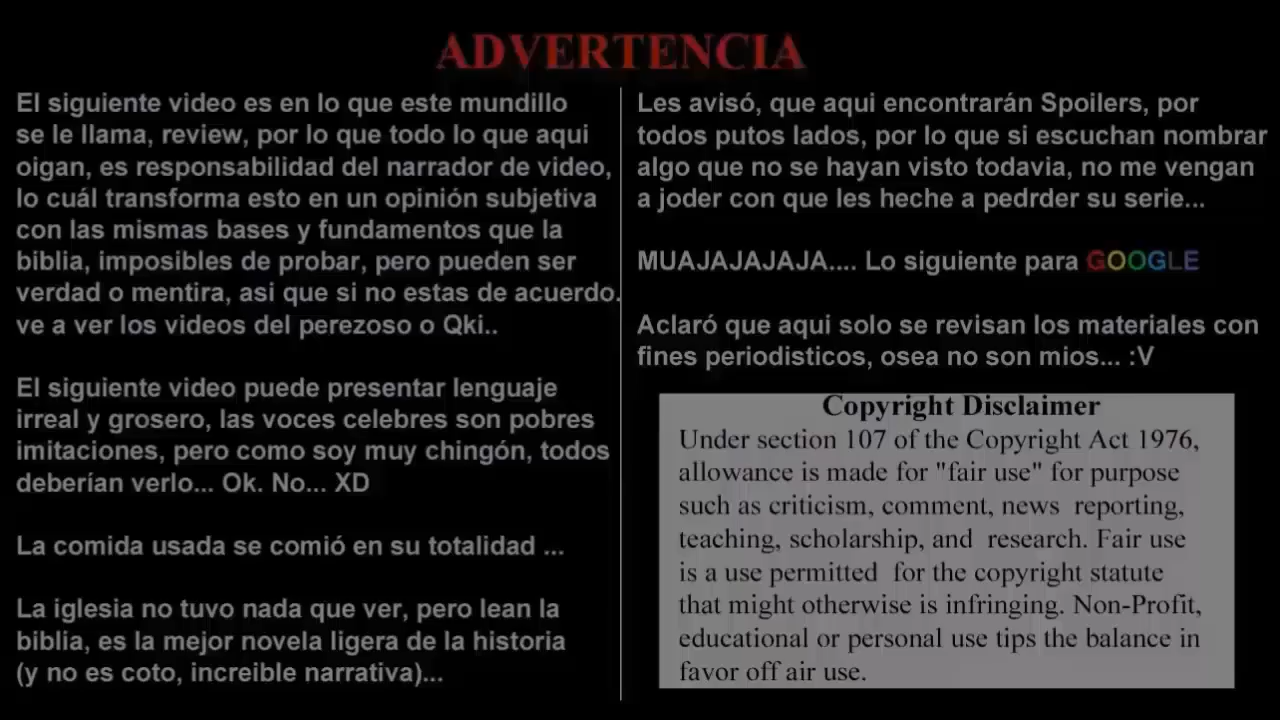 ADVERTENCIA
El siguiente video es en lo que este mundillo
se le llama, review, por lo que todo lo que aqui
oigan, es responsabilidad del narrador de video,
lo cuál transforma esto en un opinión subjetiva
con las mismas bases y fundamentos que la
biblia, imposibles de probar, pero pueden ser
verdad o mentira, asi que si no estas de acuerdo.
ve a ver los videos del perezoso o Qki..
El siguiente video puede presentar lenguaje
irreal y grosero, las voces celebres son pobres
imitaciones, pero como soy muy chingón, todos
deberían verlo... Ok. No... XD
La comida usada se comió en su totalidad ...
La iglesia no tuvo nada que ver, pero lean la
biblia, es la mejor novela ligera de la historia
(y no es coto, increible narrativa)...
Les avisó, que aqui encontrarán Spoilers, por
todos putos lados, por lo que si escuchan nombrar
algo que no se hayan visto todavia, no me vengan
a joder con que les heche a pedrder su serie...
MUAJAJAJAJA.... Lo siguiente para GOOGLE
Aclaró que aqui solo se revisan los materiales con
fines periodisticos, osea no son mios... :V
Copyright Disclaimer
Under section 107 of the Copyright Act 1976,
allowance is made for "fair use" for purpose
such as criticism, comment, news reporting,
teaching, scholarship, and research. Fair use
is a use permitted for the copyright statute
that might otherwise is infringing. Non-Profit,
educational or personal use tips the balance in
favor off air use.